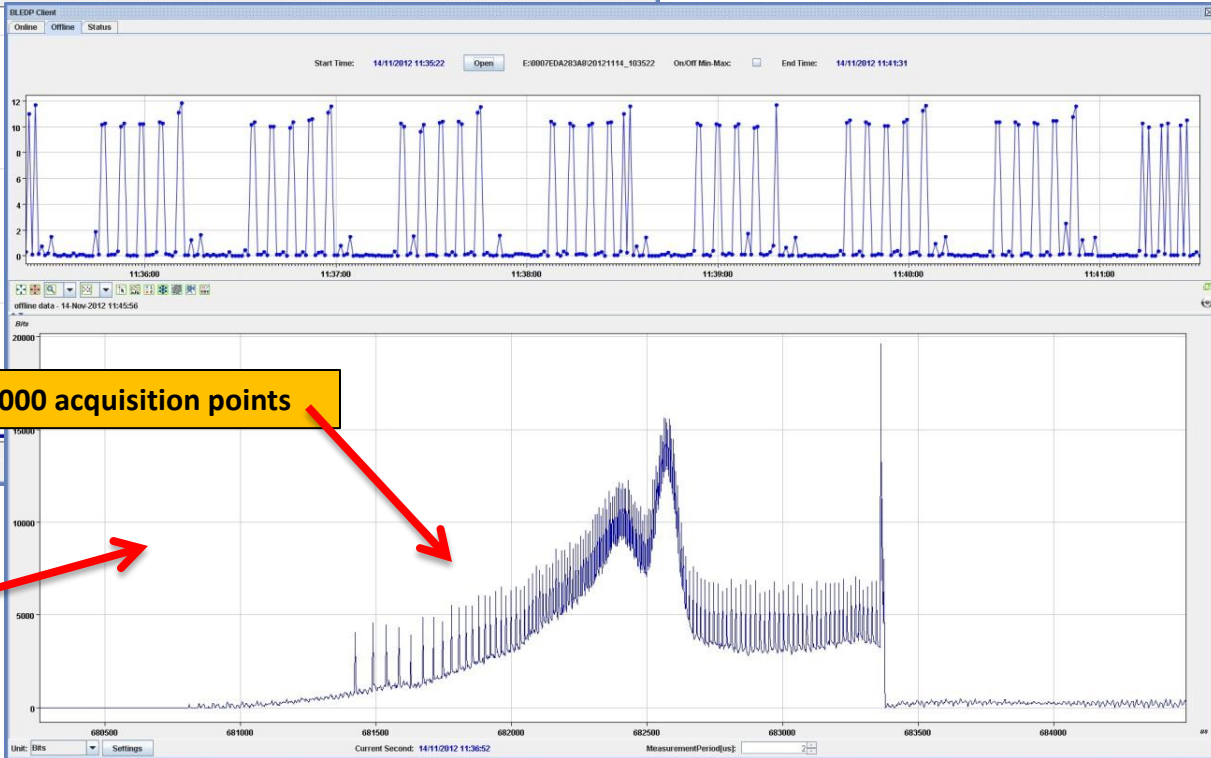 BLEDP Client
Online Offline Status
Start Time: 14/11/2012 11:35:22 Open E:\0007EDA283A8\20121114_103522 On/Off Min-Max: End Time: 14/11/2012 11:41:31
12
10
8
6
4
2
0
11:36:00 11:37:00 11:38:00 11:39:00 11:40:00 11:41:00
offline data - 14-Nov-2012 11:45:56
Bits
20000
000 acquisition points
15000
10000
5000
0
680500 681000 681500 682000 682500 683000 683500 684000 us
Unit: Bits Settings Current Second: 14/11/2012 11:36:52 MeasurementPeriod[us]: 2